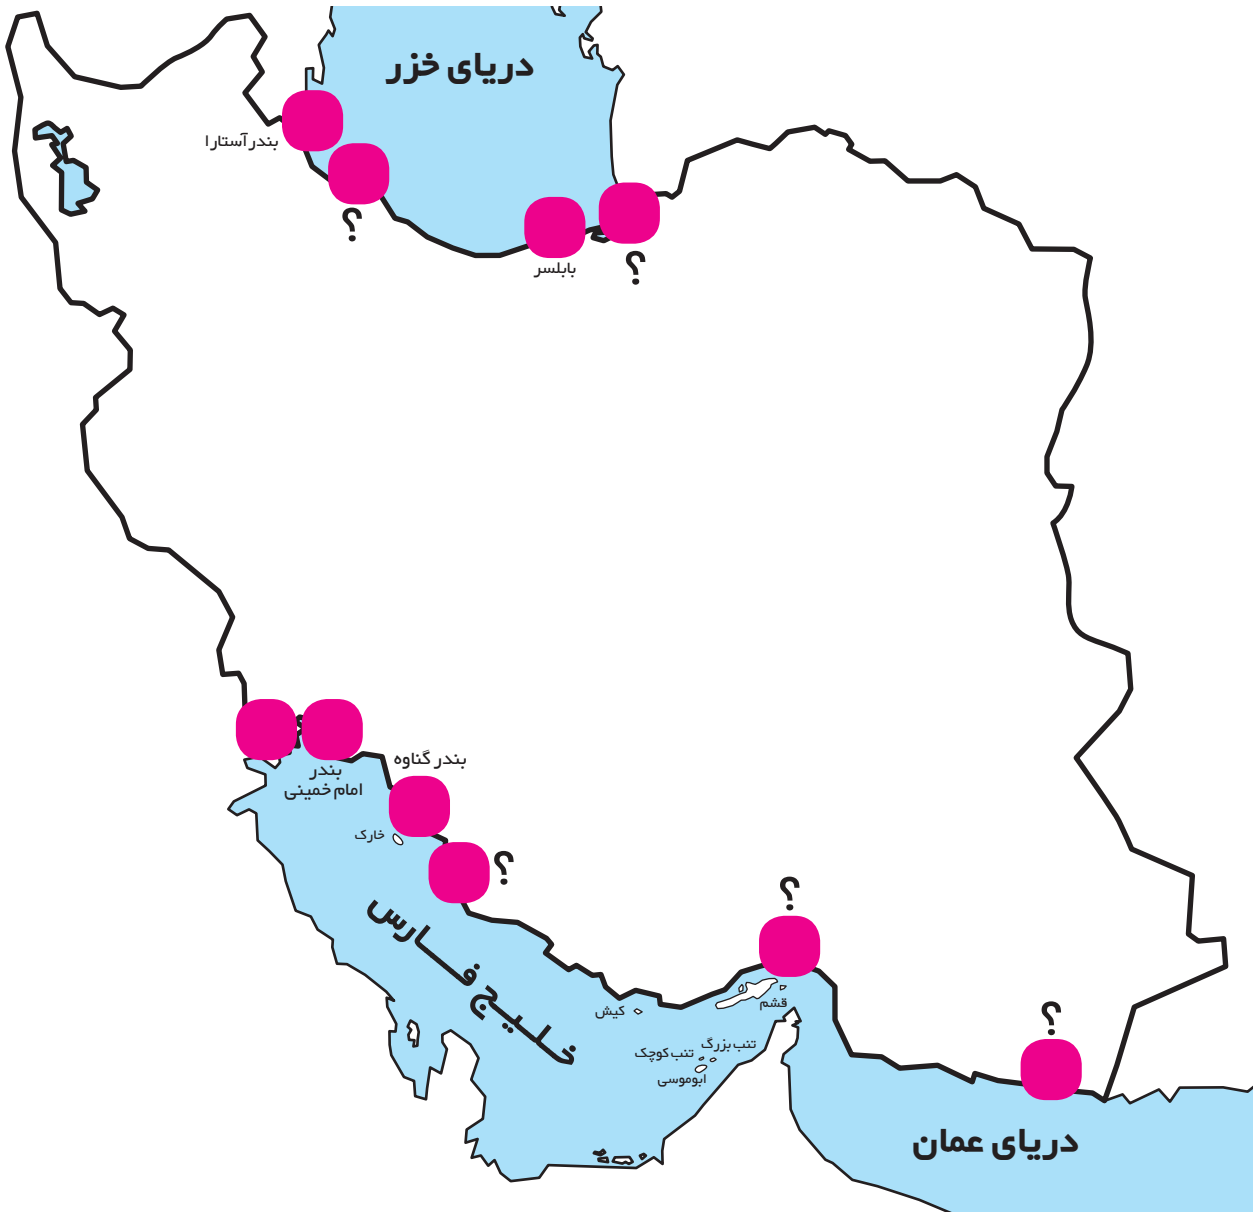 دریای خزر
بندر آستارا
؟
بابلسر
؟
بندر گناوه
بندر
امام خمینی
خارک
؟
خلیج فارس
؟
قشم
کیش
تنب بزرگ
تنب کوچک
ابوموسی
؟
دریای عمان